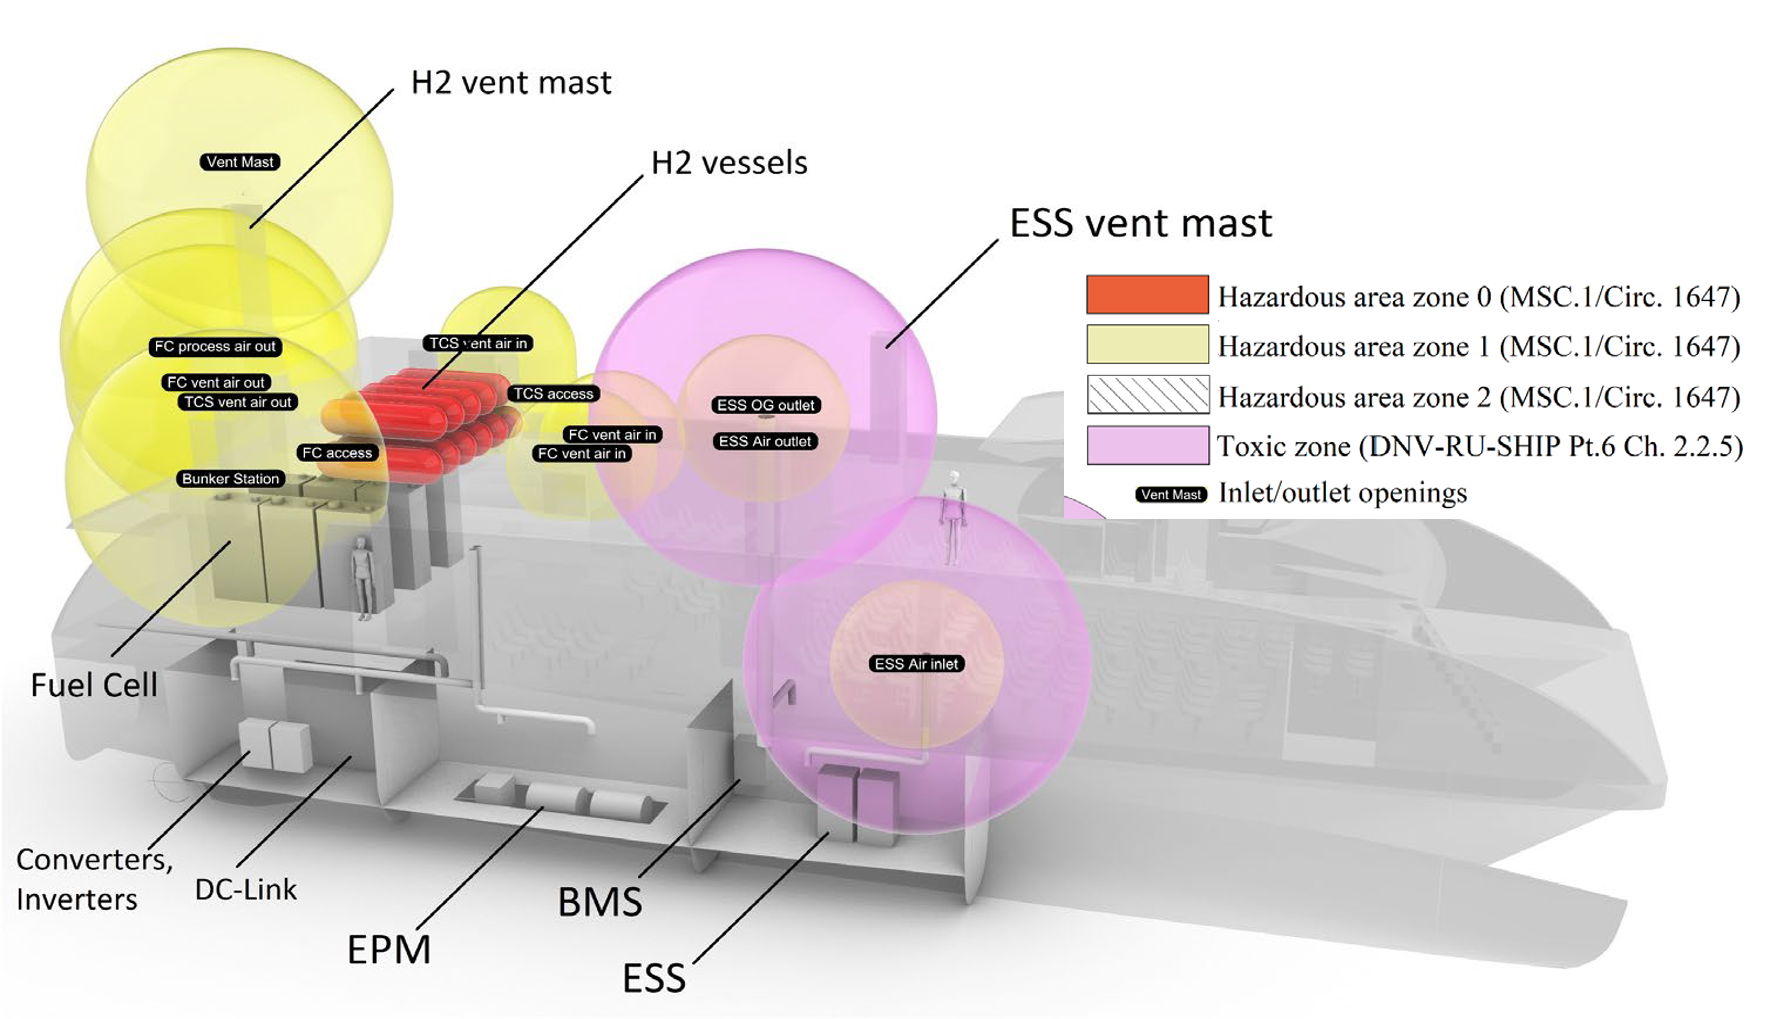 H2 vent mast
Vent Mast
H2 vessels
ESS vent mast
Hazardous area zone 0 (MSC.1/Circ. 1647)
Hazardous area zone 1 (MSC.1/Circ. 1647)
Hazardous area zone 2 (MSC.1/Circ. 1647)
Toxic zone (DNV-RU-SHIP Pt.6 Ch. 2.2.5)
Vent Mast Inlet/outlet openings
FC process air out
TCS vent air in
FC vent air out
TCS vent air out
TCS access
ESS OG outlet
FC vent air in
ESS Air outlet
FC access
FC vent air in
Bunker Station
ESS Air inlet
Fuel Cell
Converters,
Inverters
DC-Link
BMS
EPM
ESS